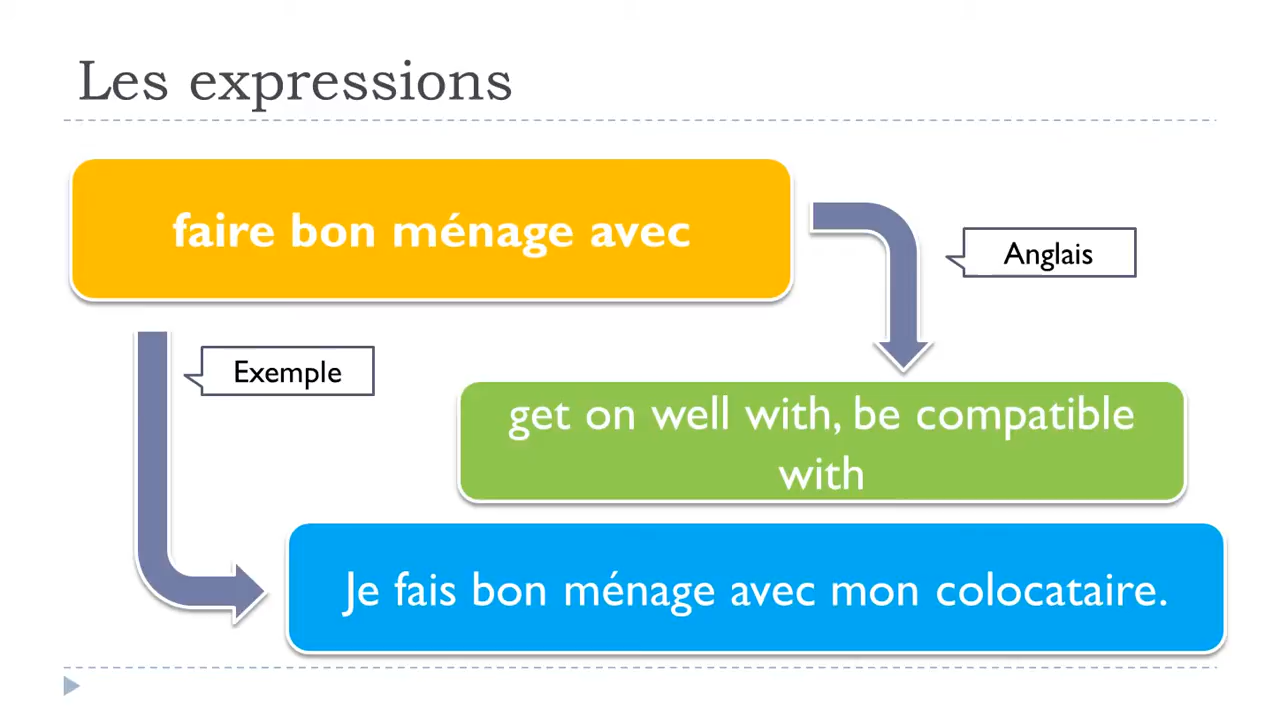 Les expressions
faire bon ménage avec
Anglais
Exemple
get on well with, be compatible
with
Je fais bon ménage avec mon colocataire.